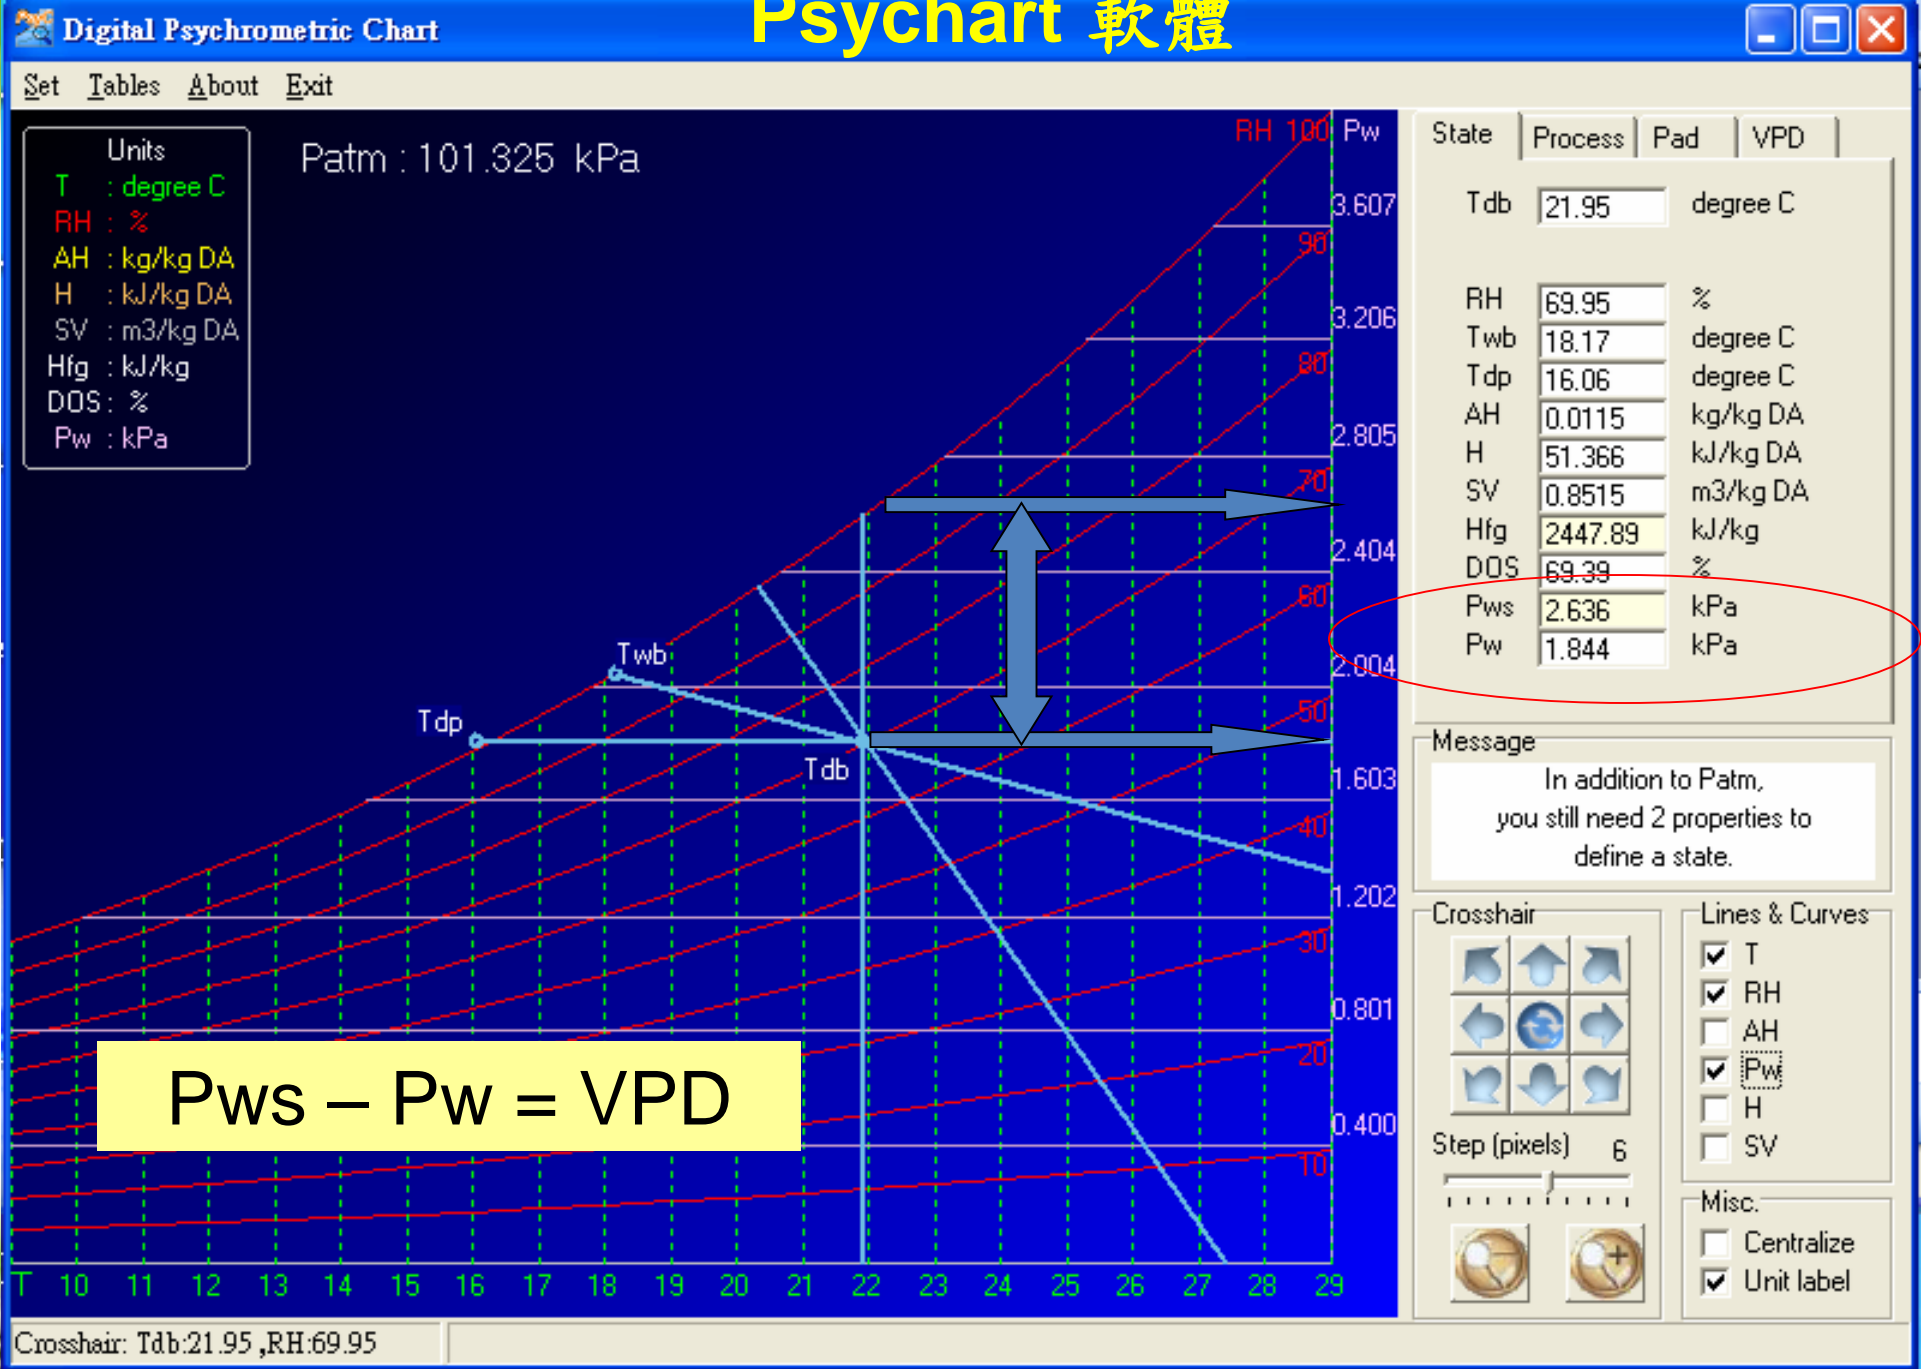 Psychart 軟體
Digital Psychrometric Chart
Set Tables About Exit
Units
T : degree C
RH : %
AH : kg/kg DA
H : kJ/kg DA
SV : m3/kg DA
Hfg : kJ/kg
DOS : %
Pw : kPa
Patm : 101.325 kPa
RH 100
90
80
70
60
50
40
30
20
10
Pw
3.607
3.206
2.805
2.404
2.004
1.603
1.202
0.801
0.400
Twb
Tdp
Tdb
Pws – Pw = VPD
T 10 11 12 13 14 15 16 17 18 19 20 21 22 23 24 25 26 27 28 29
State Process Pad VPD
Tdb 21.95 degree C
RH 69.95 %
Twb 18.17 degree C
Tdp 16.06 degree C
AH 0.0115 kg/kg DA
H 51.366 kJ/kg DA
SV 0.8515 m3/kg DA
Hfg 2447.89 kJ/kg
DOS 69.39 %
Pws 2.636 kPa
Pw 1.844 kPa
Message
In addition to Patm,
you still need 2 properties to
define a state.
Crosshair
Step (pixels) 6
Lines & Curves
T
RH
AH
Pw
H
SV
Misc.
Centralize
Unit label
Crosshair: Tdb:21.95 ,RH:69.95